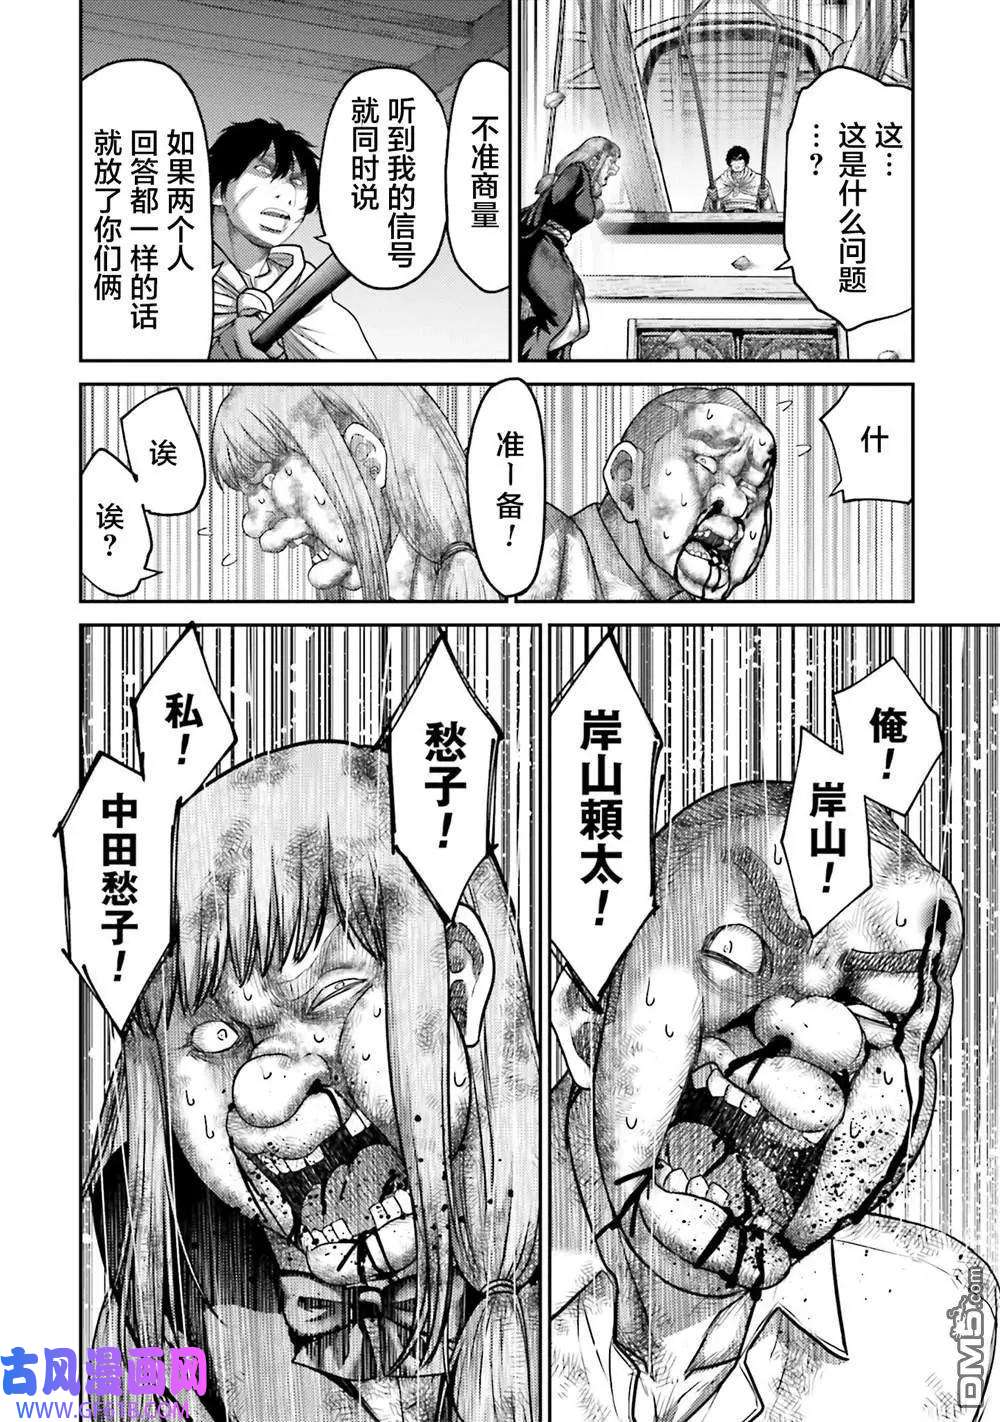 这…
这是什么问题
…?
不准商量
听到我的信号
就同时说
如果两个人
回答都一样的话
就放了你们俩
什
准一备！
诶
诶？
俺！
岸山！
岸山頼太！
愁子！
私！
中田愁子！
古风漫画网
WWW.GF61B.COM
DM5.com